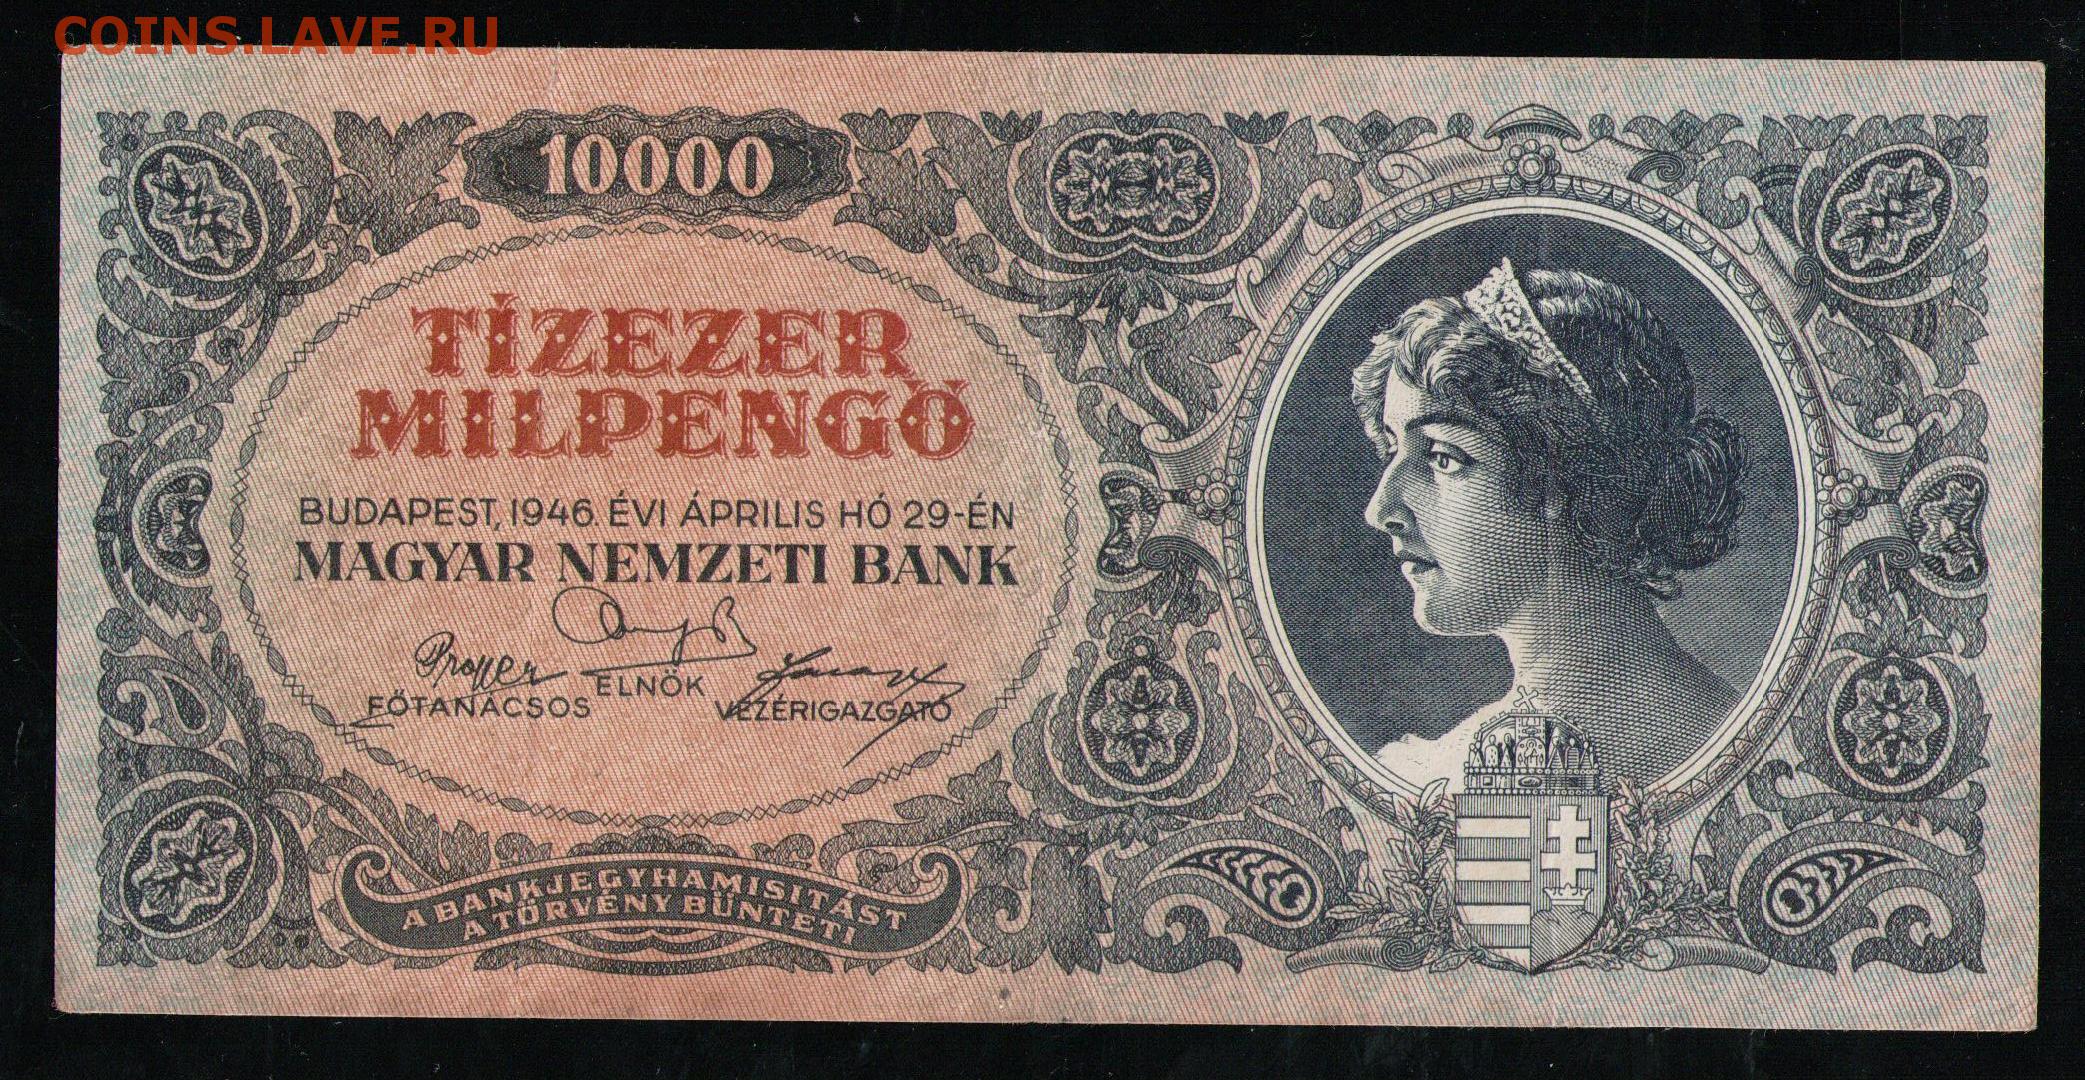 COINS.LAVE.RU
10000
TÍZEZER
MILPENGŐ
BUDAPEST, 1946. ÉVI ÁPRILIS HÓ 29-ÉN
MAGYAR NEMZETI BANK
FŐTANÁCSOS ELNÖK VEZÉRIGAZGATÓ
A BANKJEGYHAMISITÁST
A TÖRVÉNY BÜNTETI